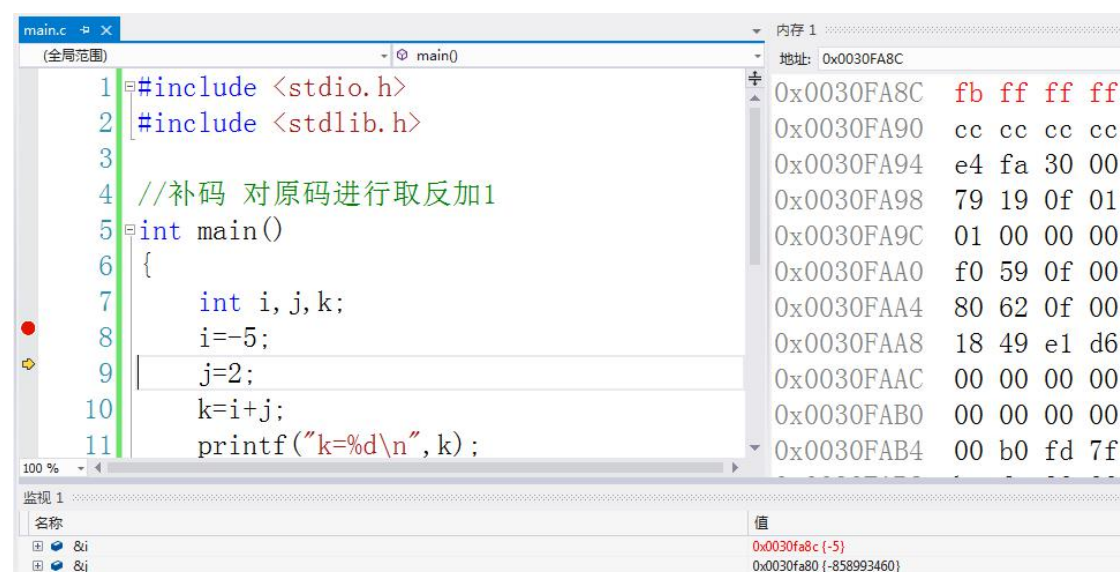 main.c
(全局范围)
main()
1 #include <stdio.h>
2 #include <stdlib.h>
3
4 //补码 对原码进行取反加1
5 int main()
6 {
7 int i,j,k;
8 i=-5;
9 j=2;
10 k=i+j;
11 printf("k=%d\n",k);
100 %
内存 1
地址: 0x0030FA8C
0x0030FA8C fb ff ff ff
0x0030FA90 cc cc cc cc
0x0030FA94 e4 fa 30 00
0x0030FA98 79 19 0f 01
0x0030FA9C 01 00 00 00
0x0030FAA0 f0 59 0f 00
0x0030FAA4 80 62 0f 00
0x0030FAA8 18 49 e1 d6
0x0030FAAC 00 00 00 00
0x0030FAB0 00 00 00 00
0x0030FAB4 00 b0 fd 7f
监视 1
名称 值
&i 0x0030fa8c {-5}
&j 0x0030fa80 {-858993460}